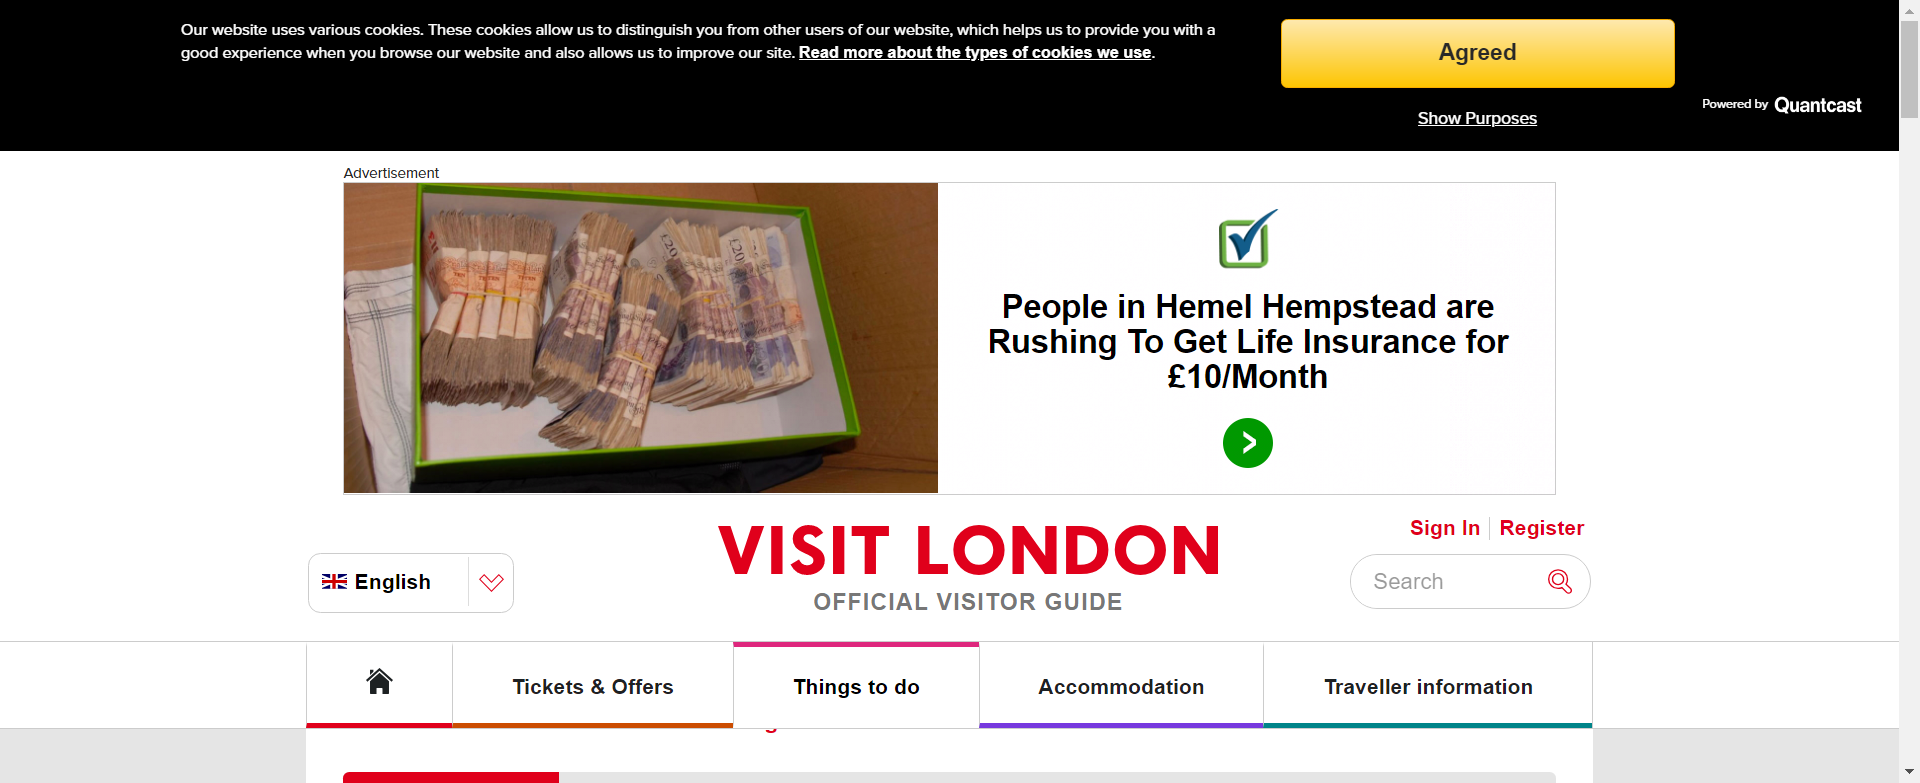 Our website uses various cookies. These cookies allow us to distinguish you from other users of our website, which helps us to provide you with a
good experience when you browse our website and also allows us to improve our site. Read more about the types of cookies we use.
Agreed
Show Purposes
Powered by Quantcast
Advertisement
£20
£20
People in Hemel Hempstead are
Rushing To Get Life Insurance for
£10/Month
Sign In
Register
VISIT LONDON
OFFICIAL VISITOR GUIDE
English
Search
Tickets & Offers
Things to do
Accommodation
Traveller information